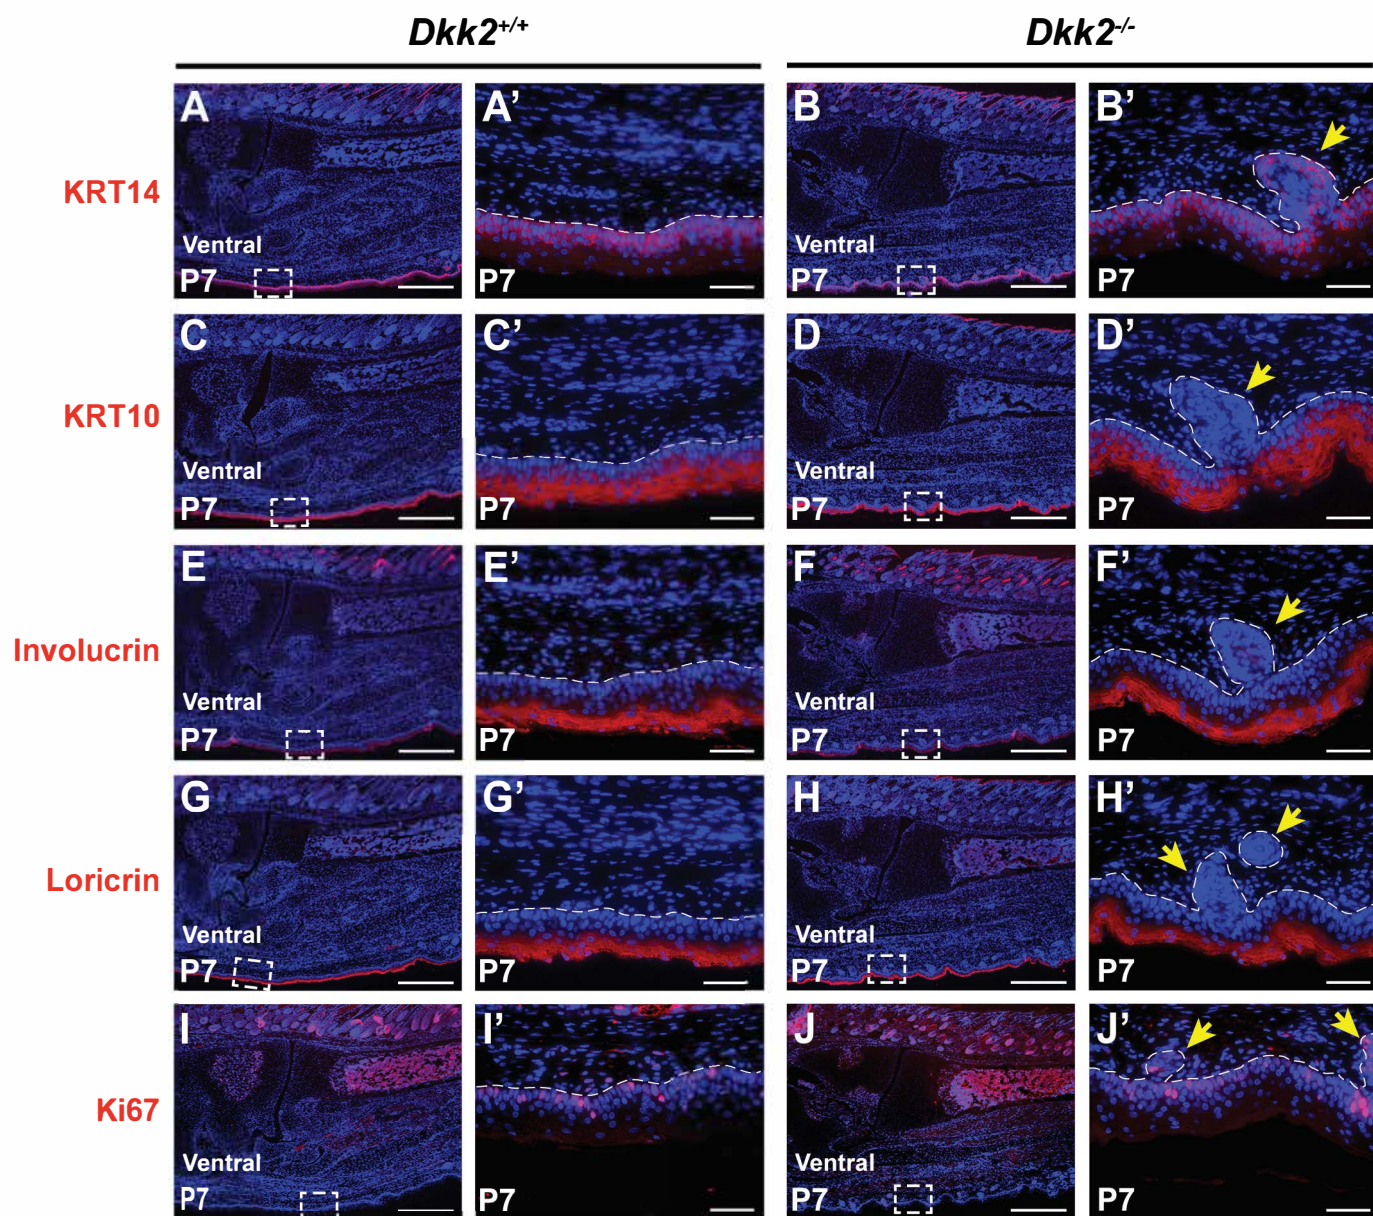 Dkk2+/+ Dkk2-/-
KRT14
A
Ventral
P7
A’
P7
B
Ventral
P7
B’
P7
KRT10
C
Ventral
P7
C’
P7
D
Ventral
P7
D’
P7
Involucrin
E
Ventral
P7
E’
P7
F
Ventral
P7
F’
P7
Loricrin
G
Ventral
P7
G’
P7
H
Ventral
P7
H’
P7
Ki67
I
Ventral
P7
I’
P7
J
Ventral
P7
J’
P7